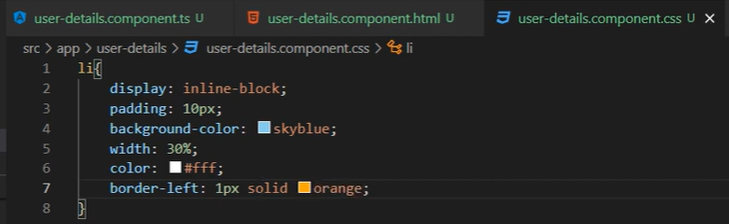 user-details.component.ts U user-details.component.html U user-details.component.css U ×
src > app > user-details > user-details.component.css > li
1 li{
2 display: inline-block;
3 padding: 10px;
4 background-color: skyblue;
5 width: 30%;
6 color: #fff;
7 border-left: 1px solid orange;
8 }